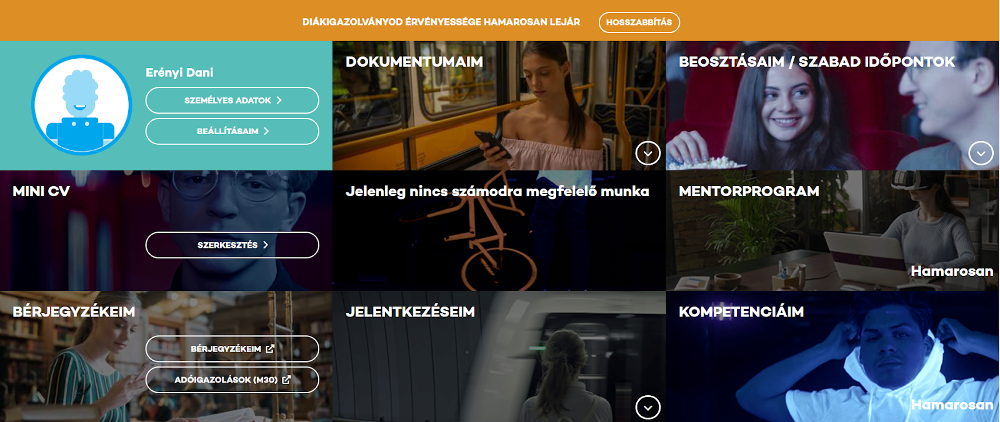 DIÁKIGAZOLVÁNYOD ÉRVÉNYESSÉGE HAMAROSAN LEJÁR
HOSSZABBÍTÁS
Erényi Dani
SZEMÉLYES ADATOK
BEÁLLÍTÁSAIM
DOKUMENTUMAIM
BEOSZTÁSAIM / SZABAD IDŐPONTOK
MINI CV
SZERKESZTÉS
Jelenleg nincs számodra megfelelő munka
MENTORPROGRAM
Hamarosan
BÉRJEGYZÉKEIM
BÉRJEGYZÉKEIM
ADÓIGAZOLÁSOK (M30)
JELENTKEZÉSEIM
KOMPETENCIÁIM
Hamarosan